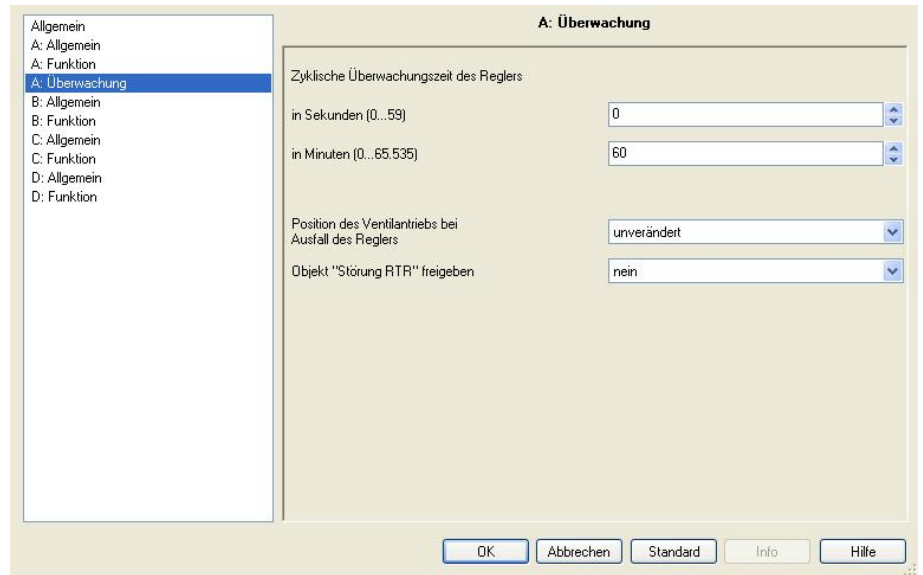 Allgemein
A: Allgemein
A: Funktion
A: Überwachung
B: Allgemein
B: Funktion
C: Allgemein
C: Funktion
D: Allgemein
D: Funktion
A: Überwachung
Zyklische Überwachungszeit des Reglers
in Sekunden (0...59)
0
in Minuten (0...65.535)
60
Position des Ventilantriebs bei
Ausfall des Reglers
unverändert
Objekt "Störung RTR" freigeben
nein
OK
Abbrechen
Standard
Info
Hilfe